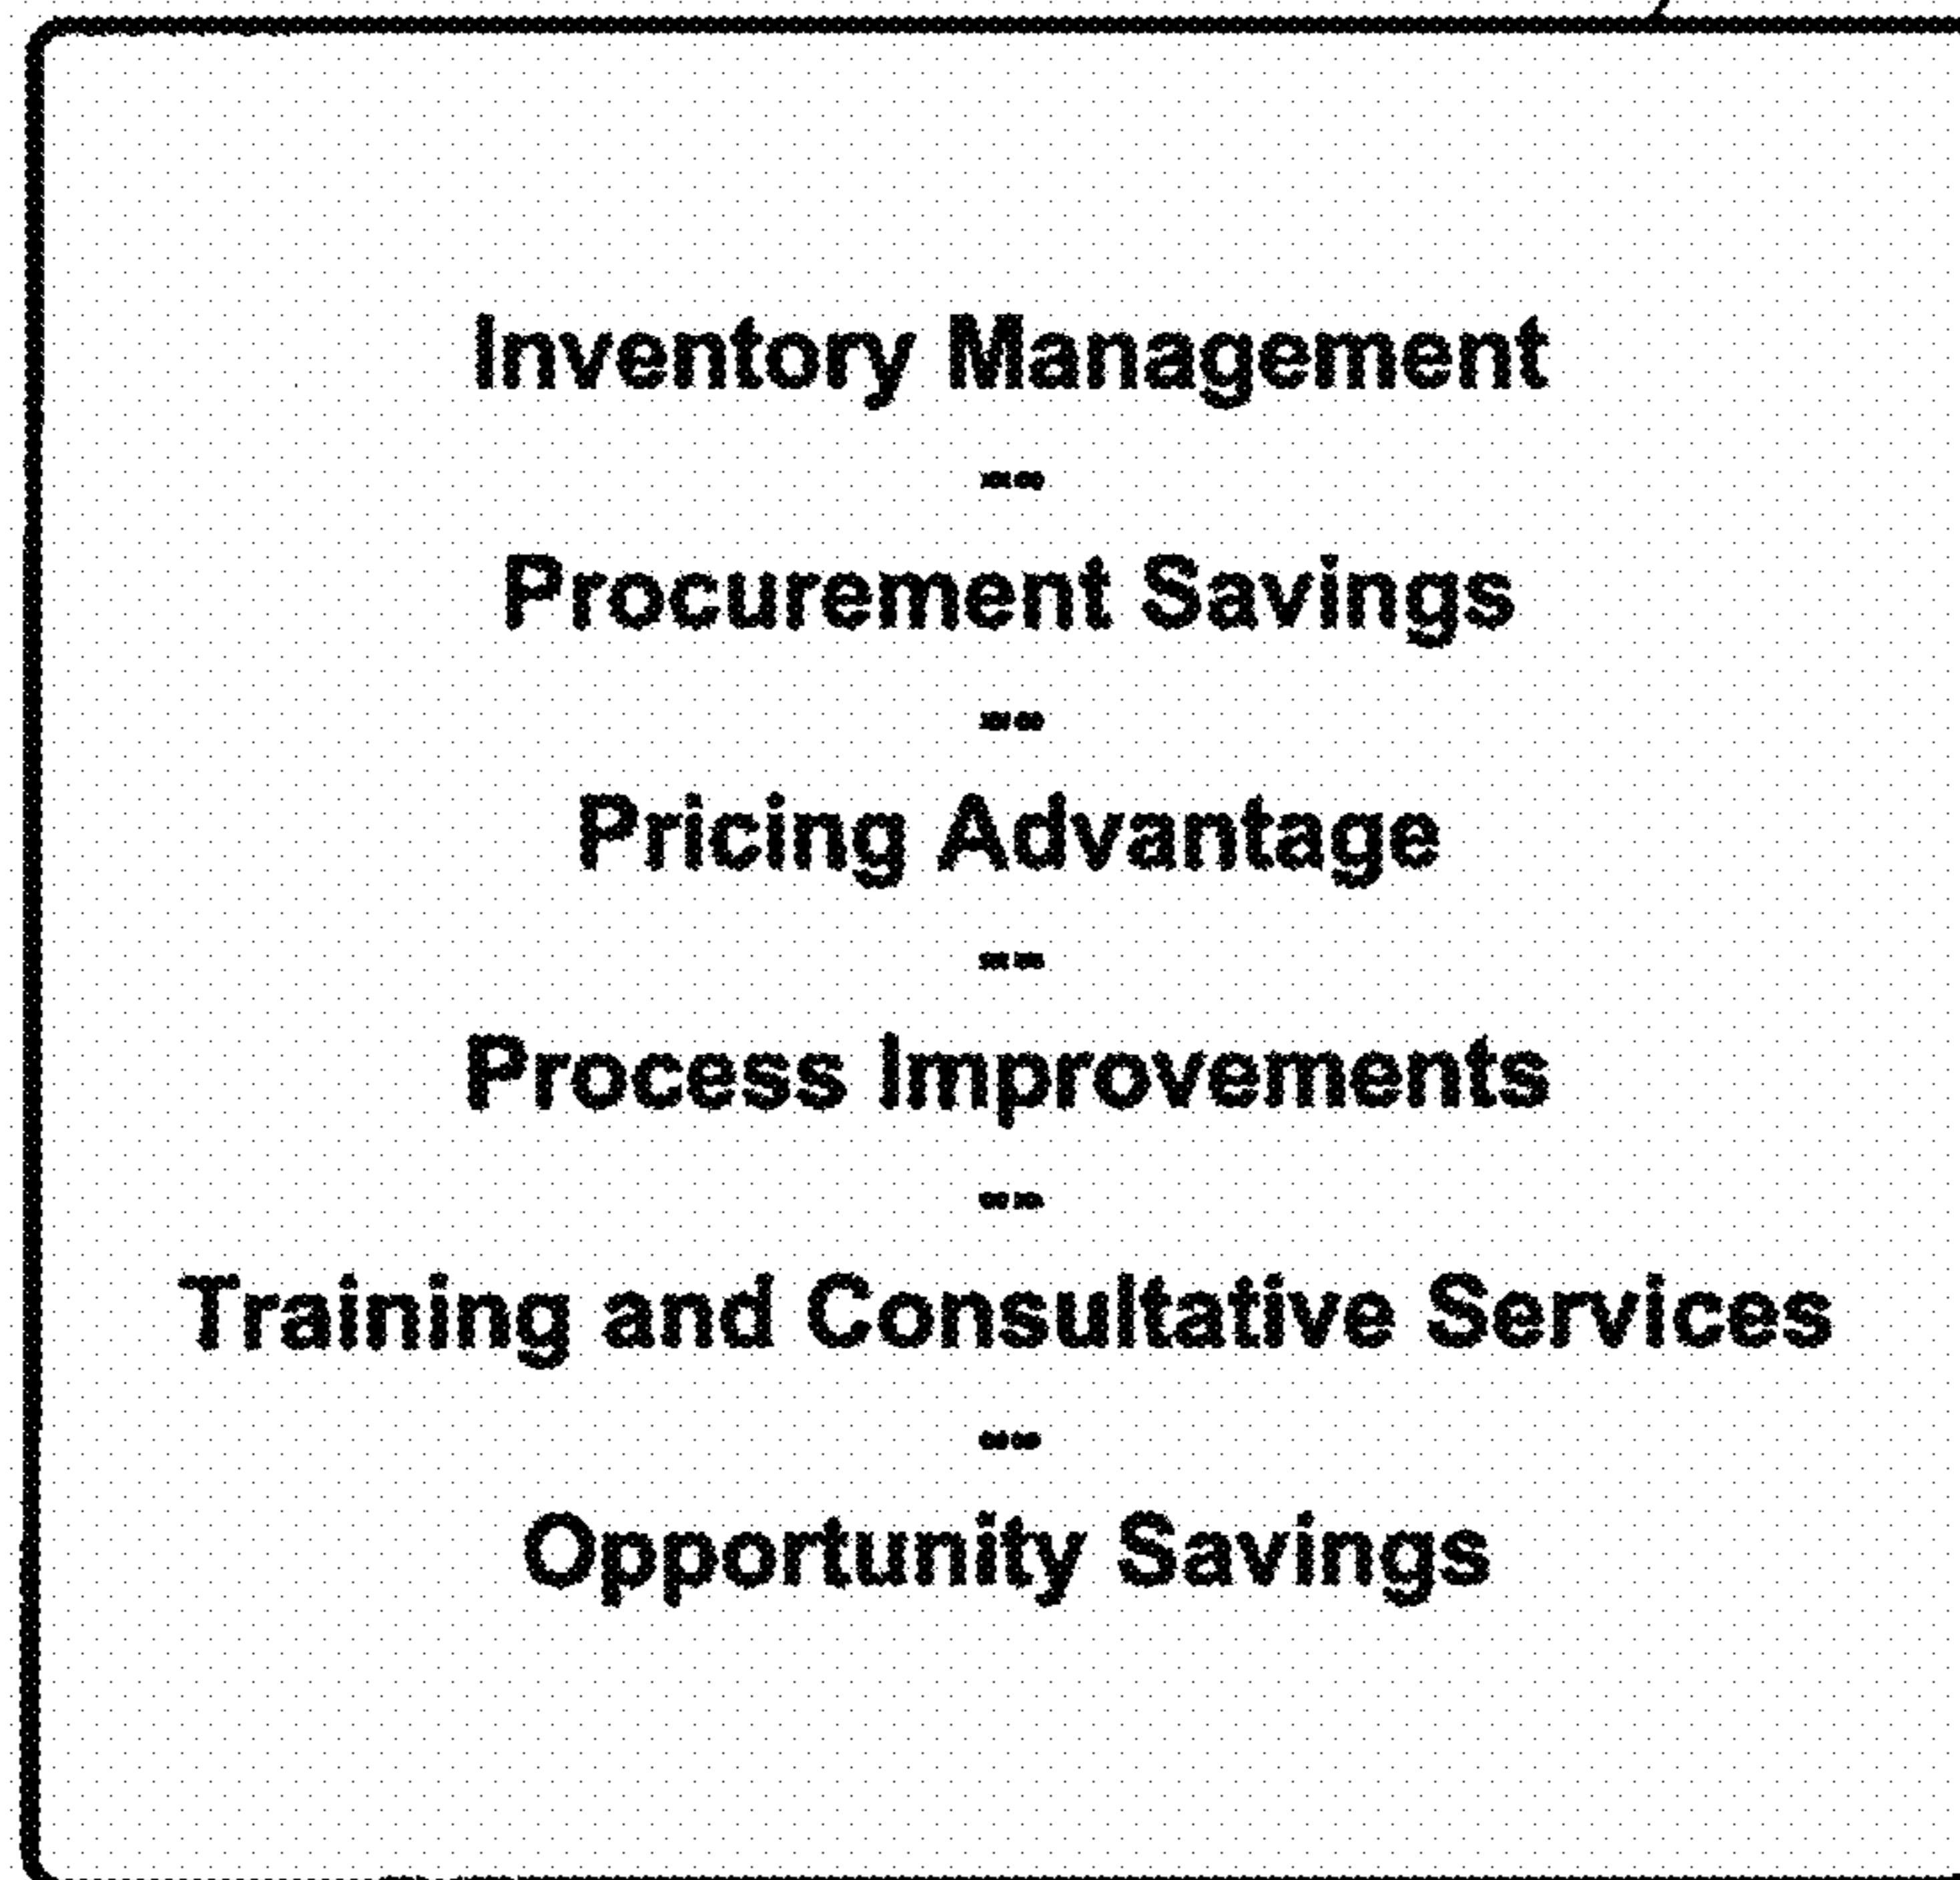 Inventory Management
--
Procurement Savings
--
Pricing Advantage
--
Process Improvements
--
Training and Consultative Services
--
Opportunity Savings